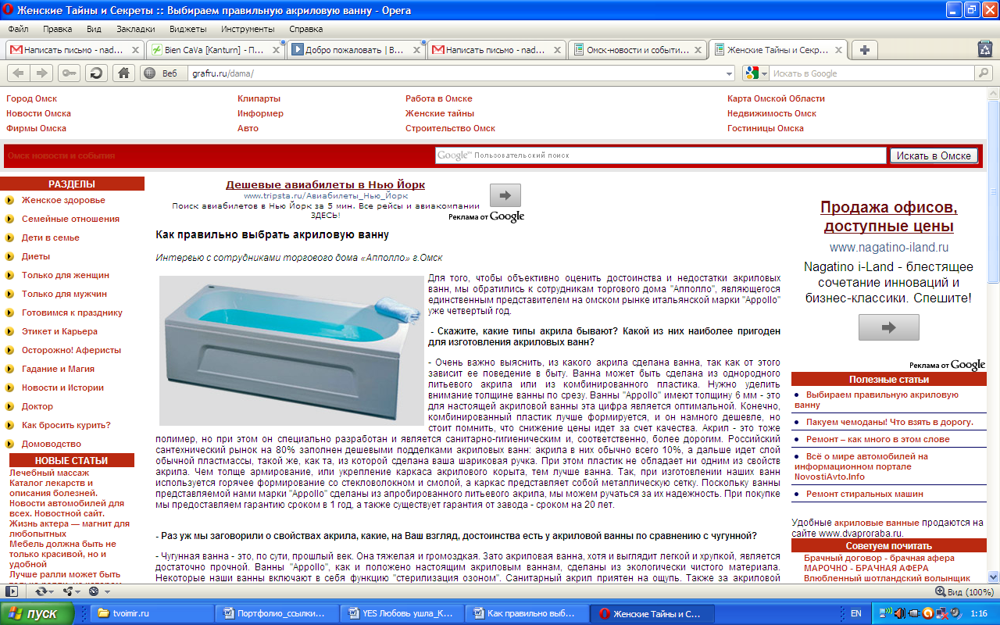 Женские Тайны и Секреты :: Выбираем правильную акриловую ванну - Opera
Файл Правка Вид Закладки Виджеты Инструменты Справка
Написать письмо - nad... Bien CaVa [Kanturn] - П... Добро пожаловать | В... Написать письмо - nad... Омск-новости и событи... Женские Тайны и Секр...
Веб grafru.ru/dama/ Искать в Google
Город Омск Клипарты Работа в Омске Карта Омской Области
Новости Омска Информер Женские тайны Недвижимость Омск
Фирмы Омска Авто Строительство Омск Гостиницы Омска
Омск новости и события Google™ Пользовательский поиск Искать в Омске
РАЗДЕЛЫ
Женское здоровье
Семейные отношения
Дети в семье
Диеты
Только для женщин
Только для мужчин
Готовимся к празднику
Этикет и Карьера
Осторожно! Аферисты
Гадание и Магия
Новости и Истории
Доктор
Как бросить курить?
Домоводство
НОВЫЕ СТАТЬИ
Лечебный массаж
Каталог лекарств и
описания болезней.
Новости автомобилей для
всех. Новостной сайт.
Жизнь актера — магнит для
любопытных
Мебель должна быть не
только красивой, но и
удобной
Лучше ралли может быть
Дешевые авиабилеты в Нью Йорк
www.tripsta.ru/Авиабилеты_Нью_Йорк
Поиск авиабилетов в Нью Йорк за 5 мин. Все рейсы и авиакомпании
ЗДЕСЬ!
Реклама от Google
Как правильно выбрать акриловую ванну
Интервью с сотрудниками торгового дома «Апполло» г.Омск
Для того, чтобы объективно оценить достоинства и недостатки акриловых
ванн, мы обратились к сотрудникам торгового дома "Апполло", являющегося
единственным представителем на омском рынке итальянской марки "Appollo"
уже четвертый год.
- Скажите, какие типы акрила бывают? Какой из них наиболее пригоден
для изготовления акриловых ванн?
- Очень важно выяснить, из какого акрила сделана ванна, так как от этого
зависит ее поведение в быту. Ванна может быть сделана из однородного
литьевого акрила или из комбинированного пластика. Нужно уделить
внимание толщине ванны по срезу. Ванны "Appollo" имеют толщину 6 мм - это
для настоящей акриловой ванны эта цифра является оптимальной. Конечно,
комбинированный пластик лучше формируется, и он намного дешевле, но
стоит помнить, что снижение цены идет за счет качества. Акрил - это тоже
полимер, но при этом он специально разработан и является санитарно-гигиеническим и, соответственно, более дорогим. Российский
сантехнический рынок на 80% заполнен дешевыми подделками акриловых ванн: акрила в них обычно всего 10%, а дальше идет слой
обычной пластмассы, такой же, как та, из которой сделана ваша шариковая ручка. При этом пластик не обладает ни одним из свойств
акрила. Чем толще армирование, или укрепление каркаса акрилового корыта, тем лучше ванна. Так, при изготовлении наших ванн
используется горячее формирование со стекловолокном и смолой, а каркас представляет собой металлическую сетку. Поскольку ванны
представляемой нами марки "Appollo" сделаны из апробированного литьевого акрила, мы можем ручаться за их надежность. При покупке
мы предоставляем гарантию сроком в 1 год, а также существует гарантия от завода - сроком на 20 лет.
- Раз уж мы заговорили о свойствах акрила, какие, на Ваш взгляд, достоинства есть у акриловой ванны по сравнению с чугунной?
- Чугунная ванна - это, по сути, прошлый век. Она тяжелая и громоздкая. Зато акриловая ванна, хотя и выглядит легкой и хрупкой, является
достаточно прочной. Ванны "Appollo", как и положено настоящим акриловым ваннам, сделаны из экологически чистого материала.
Некоторые наши ванны включают в себя функцию "стерилизация озоном". Санитарный акрил приятен на ощупь. Также за акриловой
Продажа офисов,
доступные цены
www.nagatino-iland.ru
Nagatino i-Land - блестящее
сочетание инноваций и
бизнес-классики. Спешите!
Реклама от Google
Полезные статьи
Выбираем правильную акриловую
ванну
Пакуем чемоданы! Что взять в дорогу.
Ремонт – как много в этом слове
Всё о мире автомобилей на
информационном портале
NovostiAvto.Info
Ремонт стиральных машин
Удобные акриловые ванные продаются на
сайте www.dvaproraba.ru.
Советуем почитать
Брачный договор - брачная афера
МАРОЧНО - БРАЧНАЯ АФЕРА
Влюбленный шотландский волынщик
Вид (100%)
пуск tvoimir.ru Портфолио_ссылки... YES Любовь ушла_К... Как правильно выб... Женские Тайны и С... EN 1:16